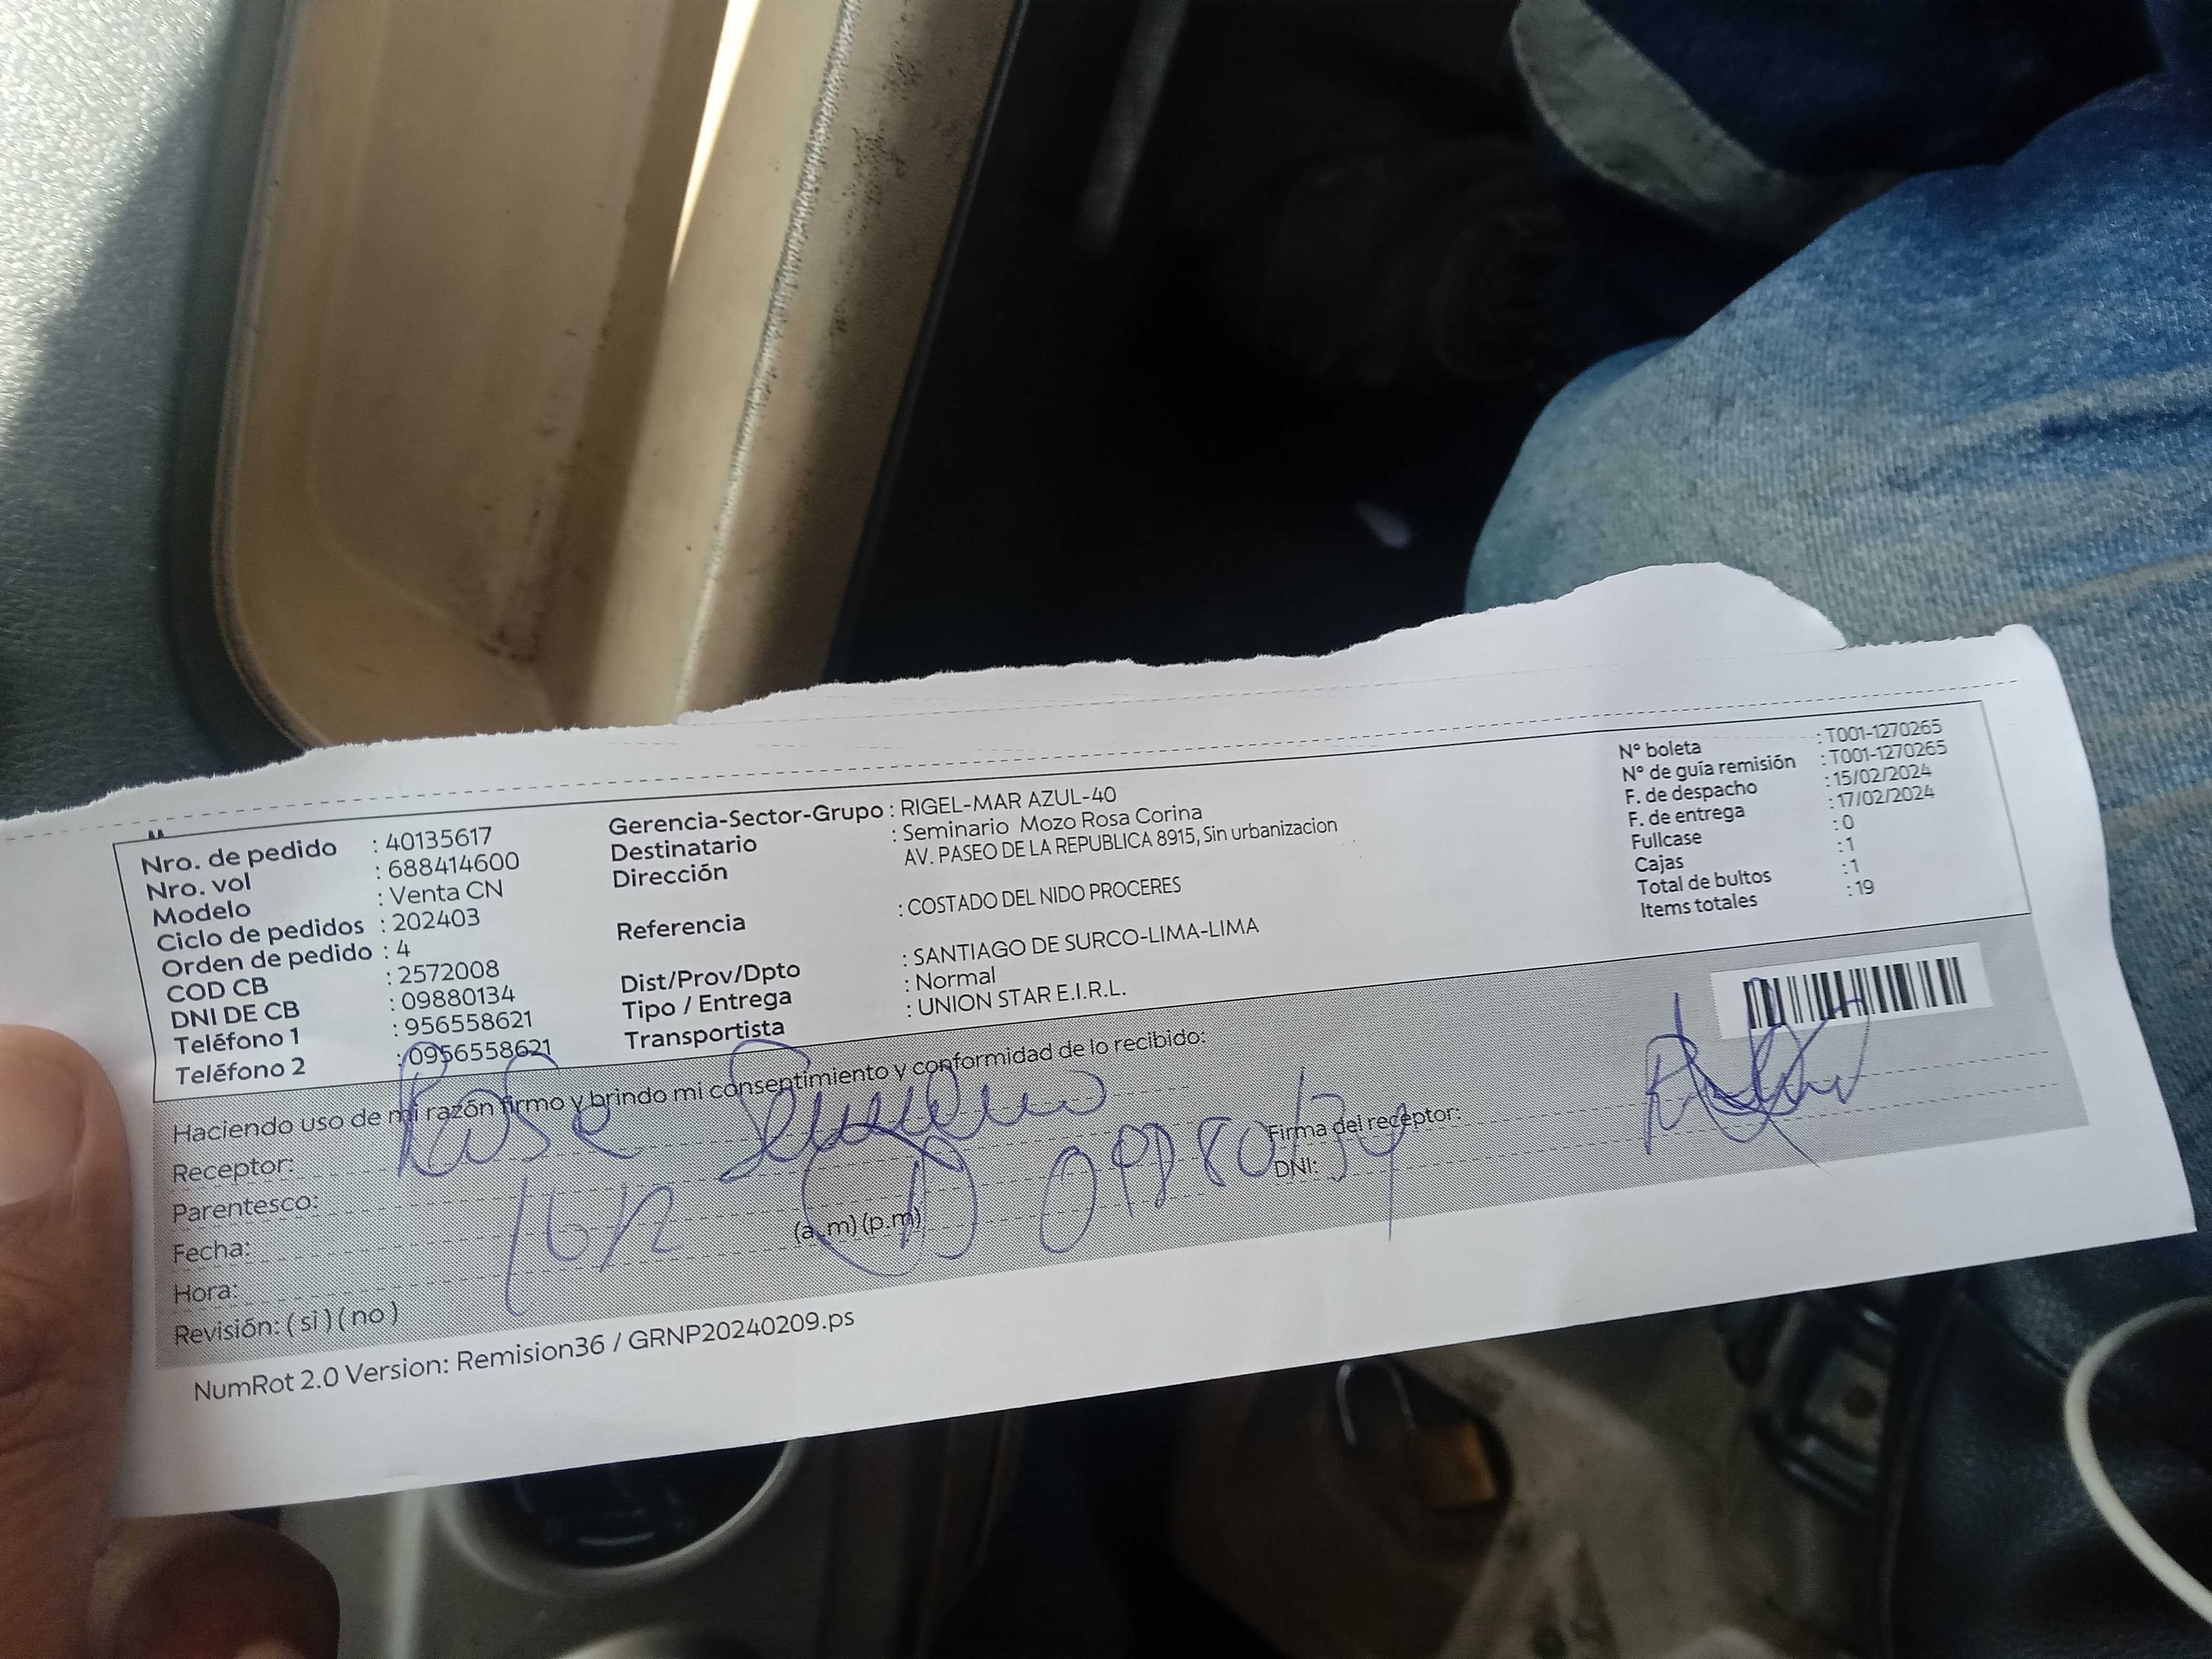 Nro. de pedido : 40135617
Nro. vol : 688414600
Modelo : Venta CN
Ciclo de pedidos : 202403
Orden de pedido : 4
COD CB : 2572008
DNI DE CB : 09880134
Teléfono 1 : 956558621
Teléfono 2 : 0956558621
Gerencia-Sector-Grupo : RIGEL-MAR AZUL-40
Destinatario : Seminario Mozo Rosa Corina
Dirección AV. PASEO DE LA REPUBLICA 8915, Sin urbanizacion
Referencia : COSTADO DEL NIDO PROCERES
Dist/Prov/Dpto : SANTIAGO DE SURCO-LIMA-LIMA
Tipo / Entrega : Normal
Transportista : UNION STAR E.I.R.L.
N° boleta : T001-1270265
N° de guía remisión : T001-1270265
F. de despacho : 15/02/2024
F. de entrega : 17/02/2024
Fullcase : 0
Cajas : 1
Total de bultos : 1
Items totales : 19
Haciendo uso de mi razón firmo y brindo mi consentimiento y conformidad de lo recibido:
Receptor: Firma del receptor:
Parentesco: DNI: 09880134
Fecha: 16/2
Hora: (a.m) (p.m)
Revisión: ( si ) ( no )
NumRot 2.0 Version: Remision36 / GRNP20240209.ps